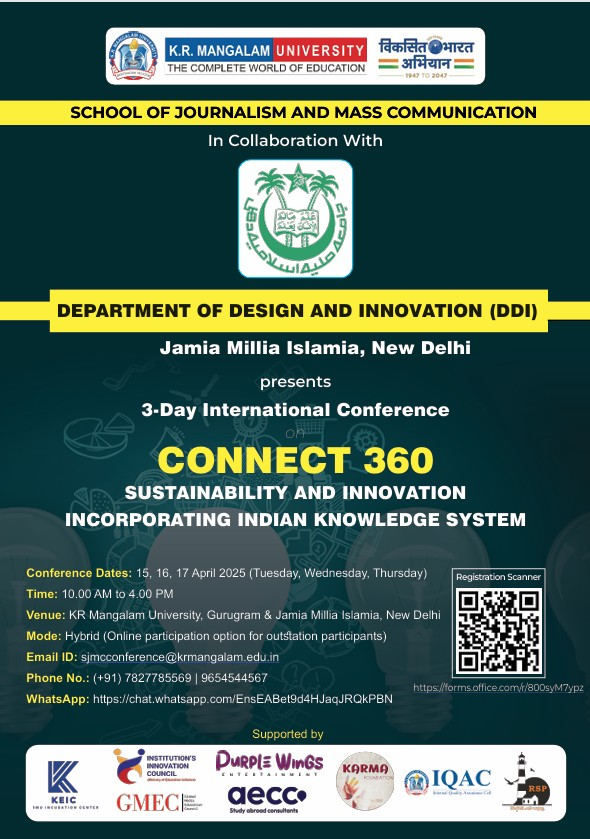 K.R. MANGALAM UNIVERSITY
THE COMPLETE WORLD OF EDUCATION
विकसित भारत
अभियान
1947 TO 2047
SCHOOL OF JOURNALISM AND MASS COMMUNICATION
In Collaboration With
DEPARTMENT OF DESIGN AND INNOVATION (DDI)
Jamia Millia Islamia, New Delhi
presents
3-Day International Conference
on
CONNECT 360
SUSTAINABILITY AND INNOVATION
INCORPORATING INDIAN KNOWLEDGE SYSTEM
Conference Dates: 15, 16, 17 April 2025 (Tuesday, Wednesday, Thursday)
Time: 10.00 AM to 4.00 PM
Venue: KR Mangalam University, Gurugram & Jamia Millia Islamia, New Delhi
Mode: Hybrid (Online participation option for outstation participants)
Email ID: sjmcconference@krmangalam.edu.in
Phone No.: (+91) 7827785569 | 9654544567
WhatsApp: https://chat.whatsapp.com/EnsEABet9d4HJaqJRQkPBN
Registration Scanner
https://forms.office.com/r/800syM7ypz
Supported by
KEIC
INSTITUTION'S
INNOVATION
COUNCIL
GMEC
Global
Media
Education
Council
PURPLE WINGS
ENTERTAINMENT
aecc
Study abroad consultants
KARMA
FOUNDATION
IQAC
Internal Quality Assurance Cell
RSP